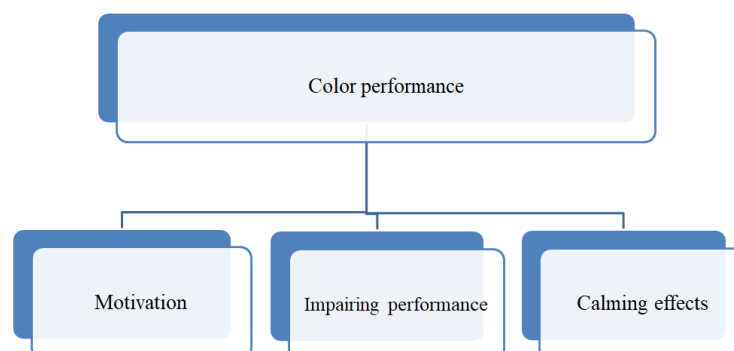 Color performance
Motivation
Impairing performance
Calming effects